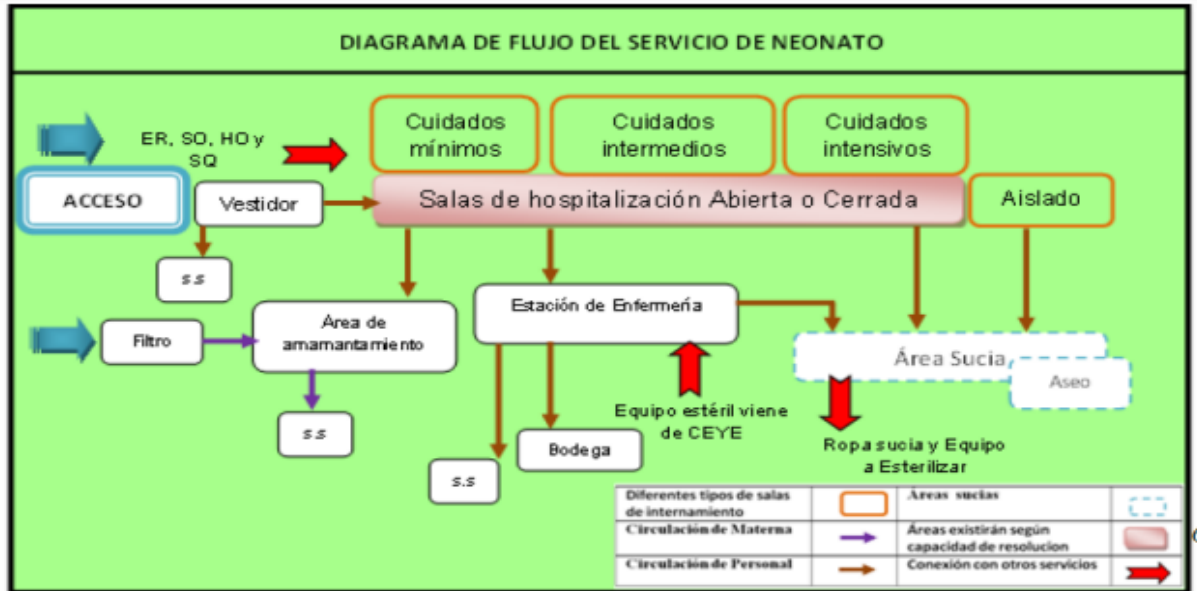 DIAGRAMA DE FLUJO DEL SERVICIO DE NEONATO
ER, SO, HO y
SQ
Cuidados
mínimos
Cuidados
intermedios
Cuidados
intensivos
ACCESO
Vestidor
Salas de hospitalización Abierta o Cerrada
Aislado
s.s
Estación de Enfermería
Filtro
Area de
amamantamiento
Área Sucia
Aseo
s.s
Equipo estéril viene
de CEYE
Bodega
s.s
Ropa sucia y Equipo
a Esterilizar
Diferentes tipos de salas
de internamiento
Áreas sucias
Circulación de Materna
Áreas existirán según
capacidad de resolucion
Circulación de Personal
Conexión con otros servicios